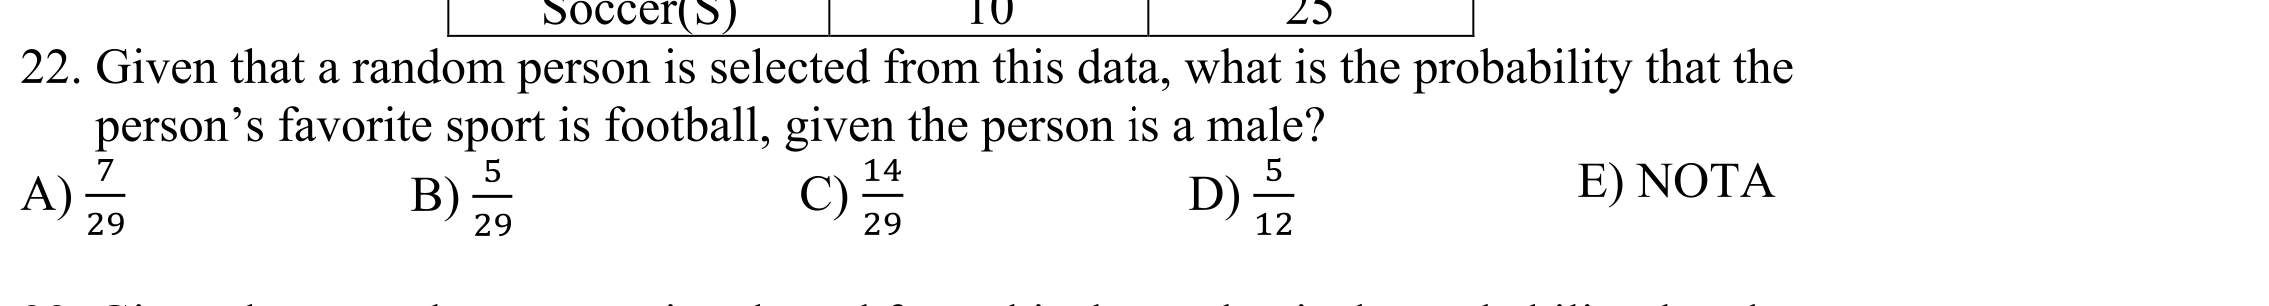 Soccer(S) 10 25
22. Given that a random person is selected from this data, what is the probability that the
person’s favorite sport is football, given the person is a male?
A) 7/29 B) 5/29 C) 14/29 D) 5/12 E) NOTA